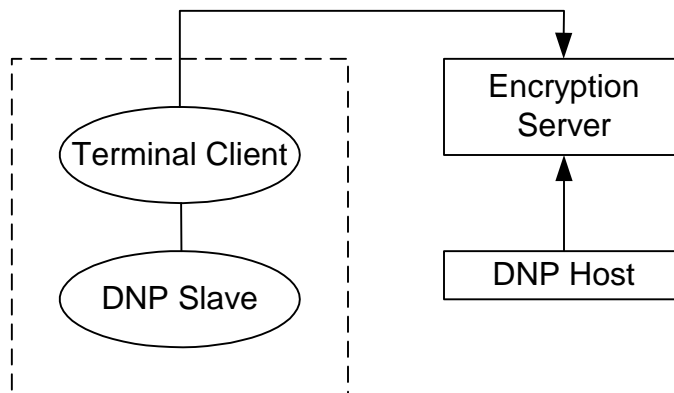 Encryption
Server
Terminal Client
DNP Slave
DNP Host